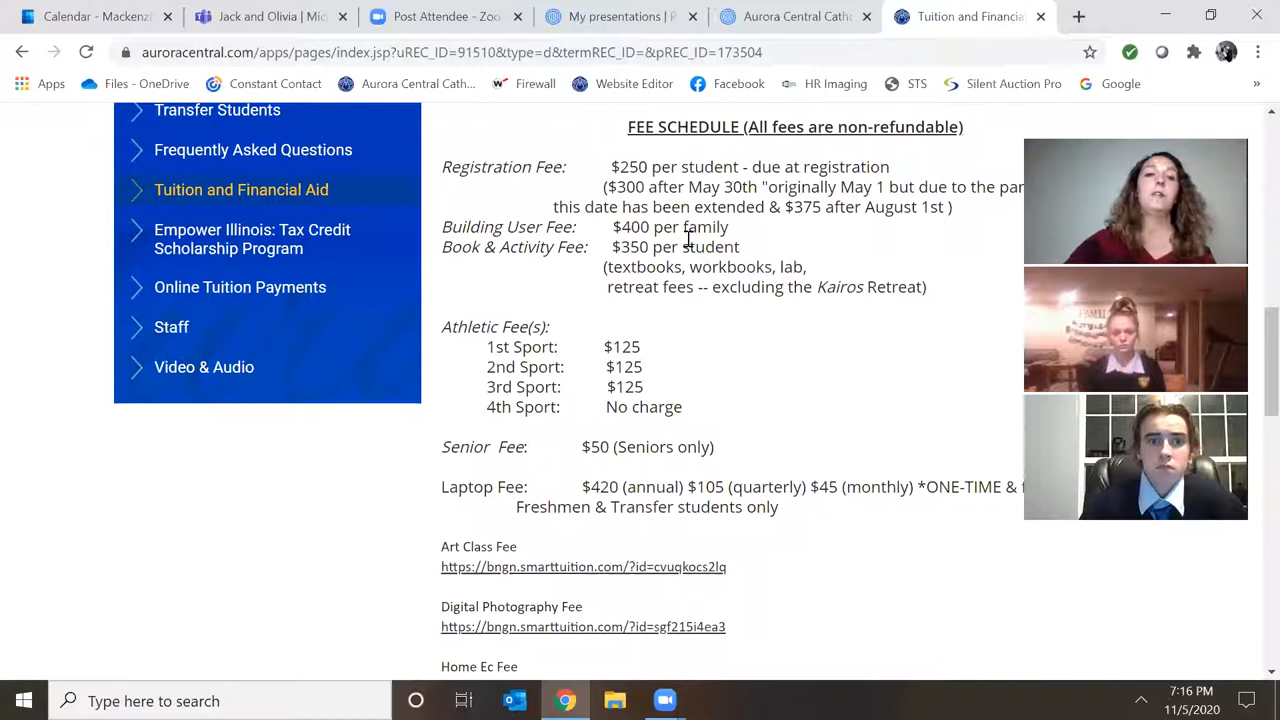 Calendar - Mackenzi
Jack and Olivia | Mic
Post Attendee - Zoo
My presentations | P
Aurora Central Cath
Tuition and Financia
auroracentral.com/apps/pages/index.jsp?uREC_ID=91510&type=d&termREC_ID=&pREC_ID=173504
Apps
Files - OneDrive
Constant Contact
Aurora Central Cat...
Firewall
Website Editor
Facebook
HR Imaging
STS
Silent Auction Pro
Google
»
Transfer Students
Frequently Asked Questions
Tuition and Financial Aid
Empower Illinois: Tax Credit
Scholarship Program
Online Tuition Payments
Staff
Video & Audio
FEE SCHEDULE (All fees are non-refundable)
Registration Fee: $250 per student - due at registration
($300 after May 30th "originally May 1 but due to the pan
this date has been extended & $375 after August 1st )
Building User Fee: $400 per family
Book & Activity Fee: $350 per student
(textbooks, workbooks, lab,
retreat fees -- excluding the Kairos Retreat)
Athletic Fee(s):
1st Sport: $125
2nd Sport: $125
3rd Sport: $125
4th Sport: No charge
Senior Fee: $50 (Seniors only)
Laptop Fee: $420 (annual) $105 (quarterly) $45 (monthly) *ONE-TIME &
Freshmen & Transfer students only
Art Class Fee
https://bngn.smarttuition.com/?id=cvuqkocs2lq
Digital Photography Fee
https://bngn.smarttuition.com/?id=sgf215i4ea3
Home Ec Fee
FAMILY
Type here to search
7:16 PM
11/5/2020